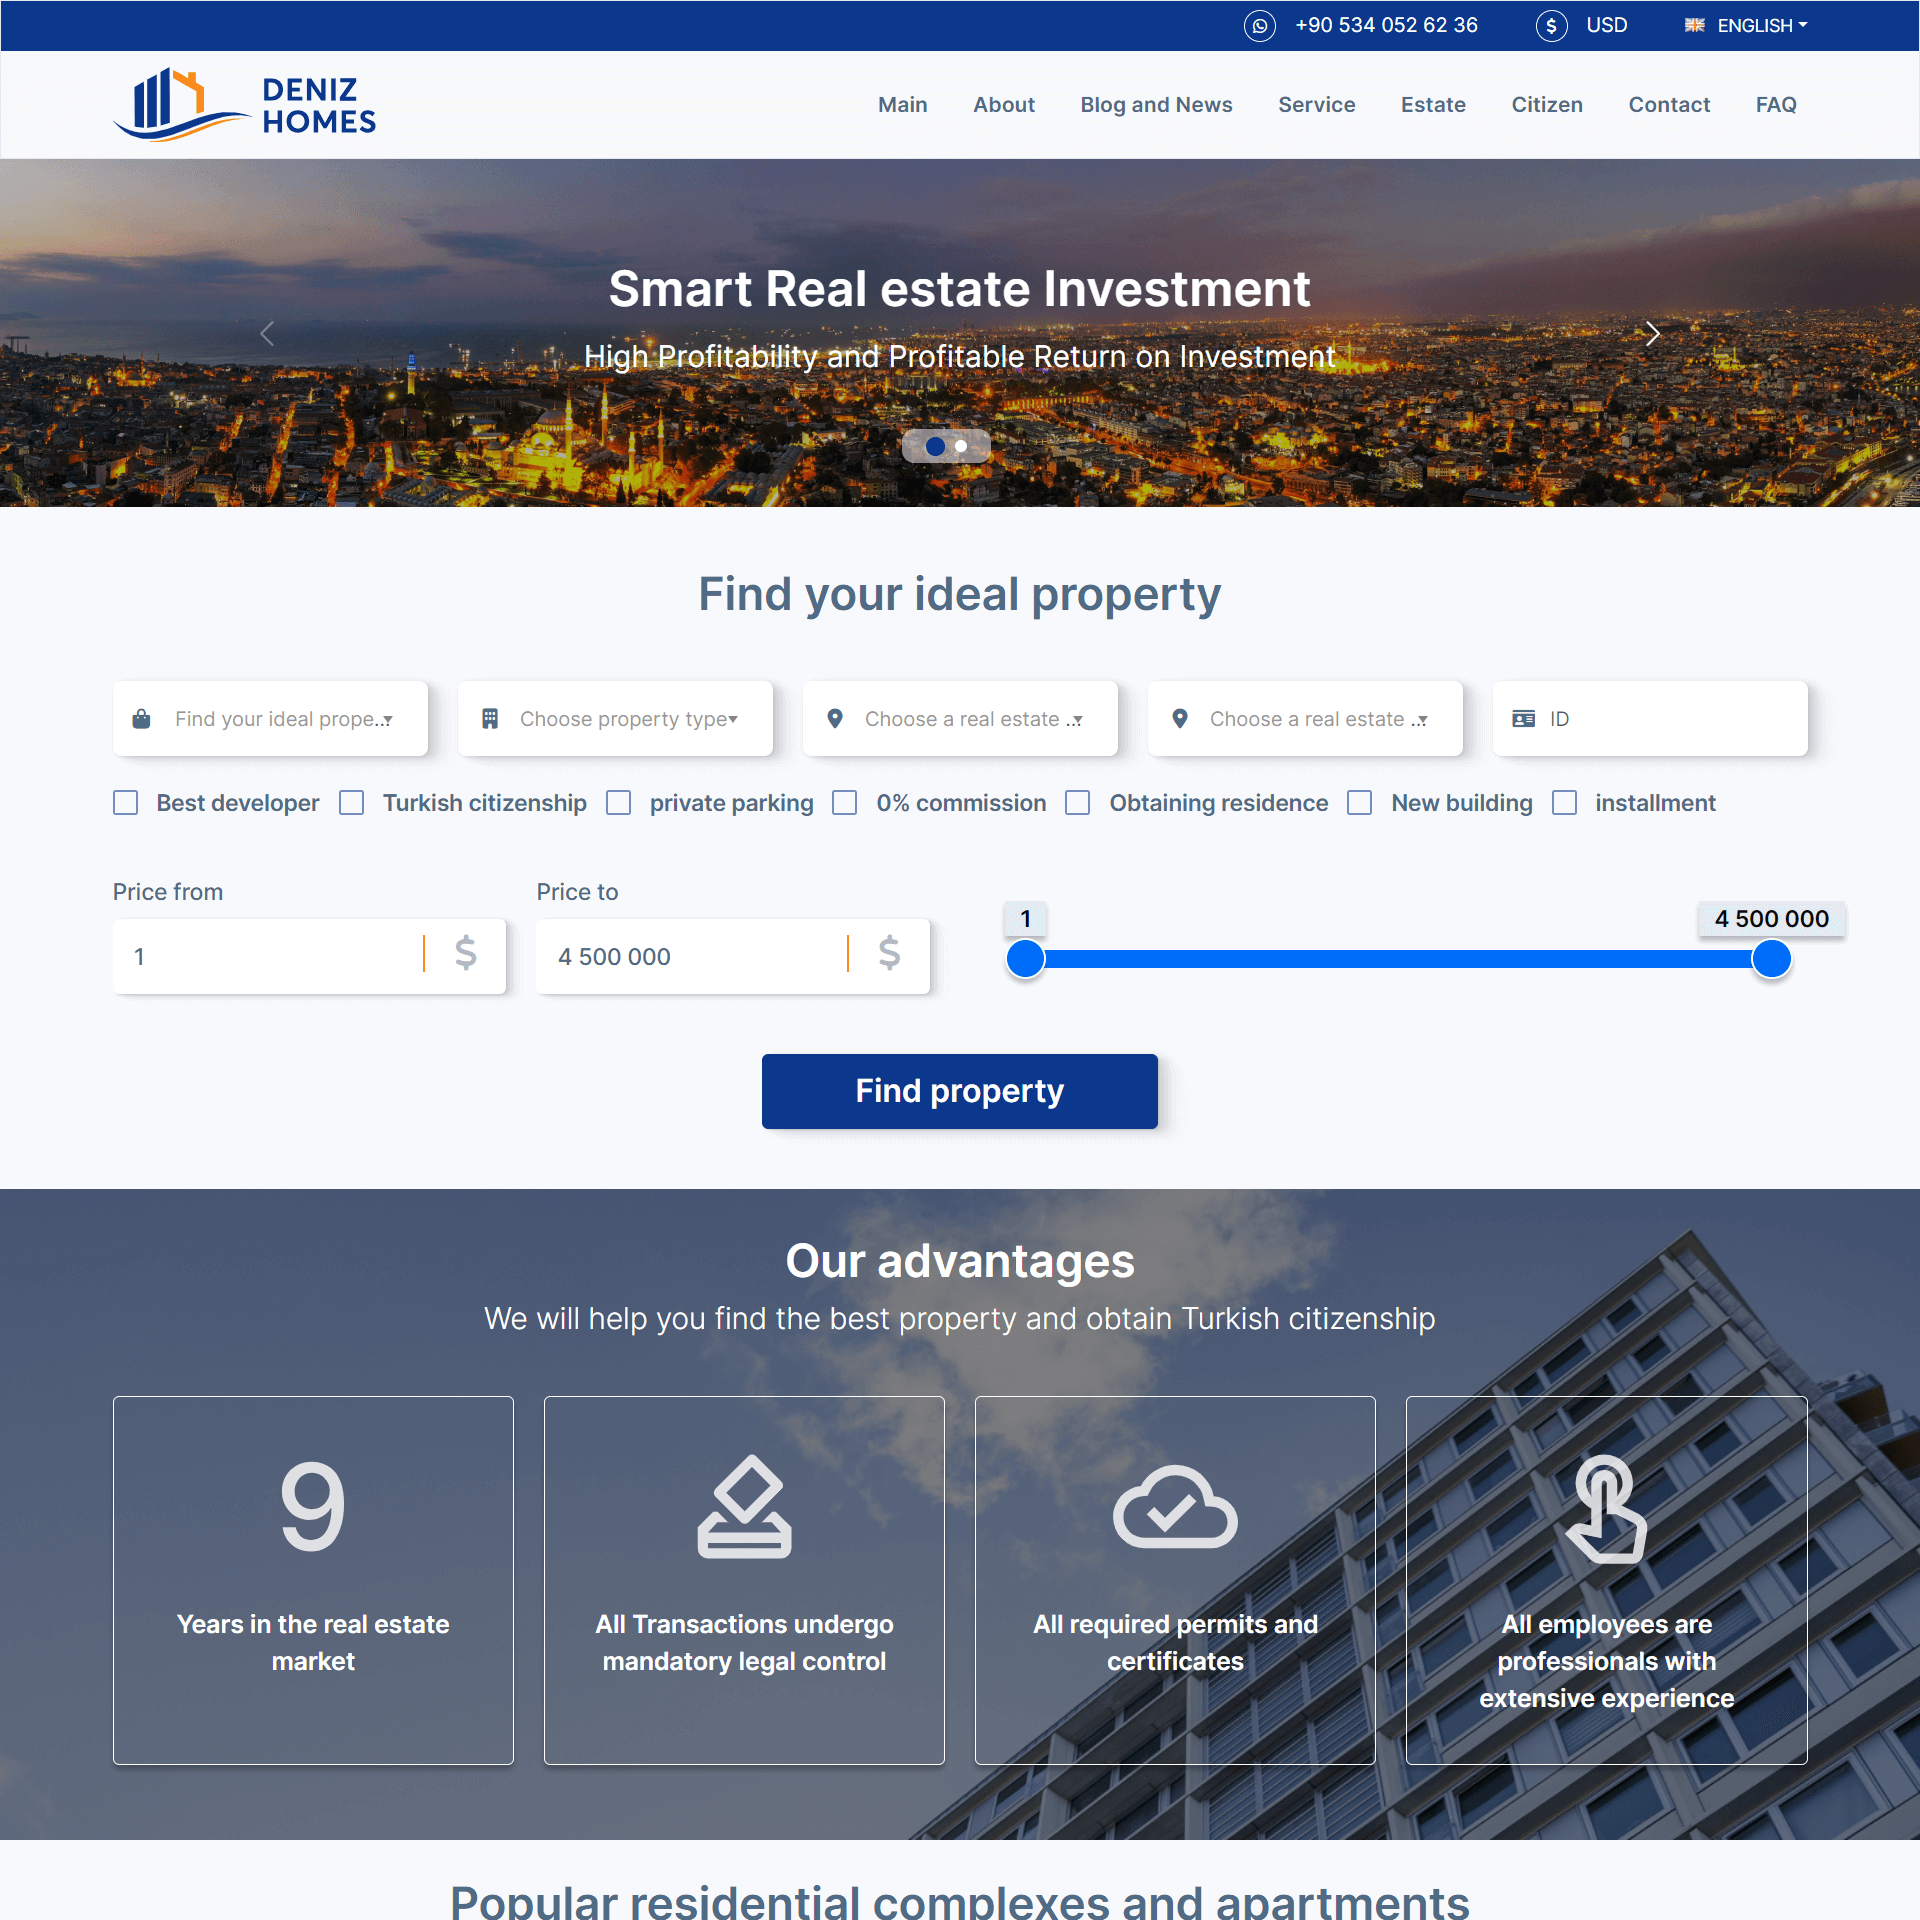 +90 534 052 62 36 USD ENGLISH
DENIZ
HOMES
Main About Blog and News Service Estate Citizen Contact FAQ
Smart Real estate Investment
High Profitability and Profitable Return on Investment
Find your ideal property
Find your ideal prope... Choose property type Choose a real estate ... Choose a real estate ... ID
Best developer Turkish citizenship private parking 0% commission Obtaining residence New building installment
Price from Price to
1 4 500 000
1 $ 4 500 000 $
Find property
Our advantages
We will help you find the best property and obtain Turkish citizenship
9
Years in the real estate
market
All Transactions undergo
mandatory legal control
All required permits and
certificates
All employees are
professionals with
extensive experience
Popular residential complexes and apartments